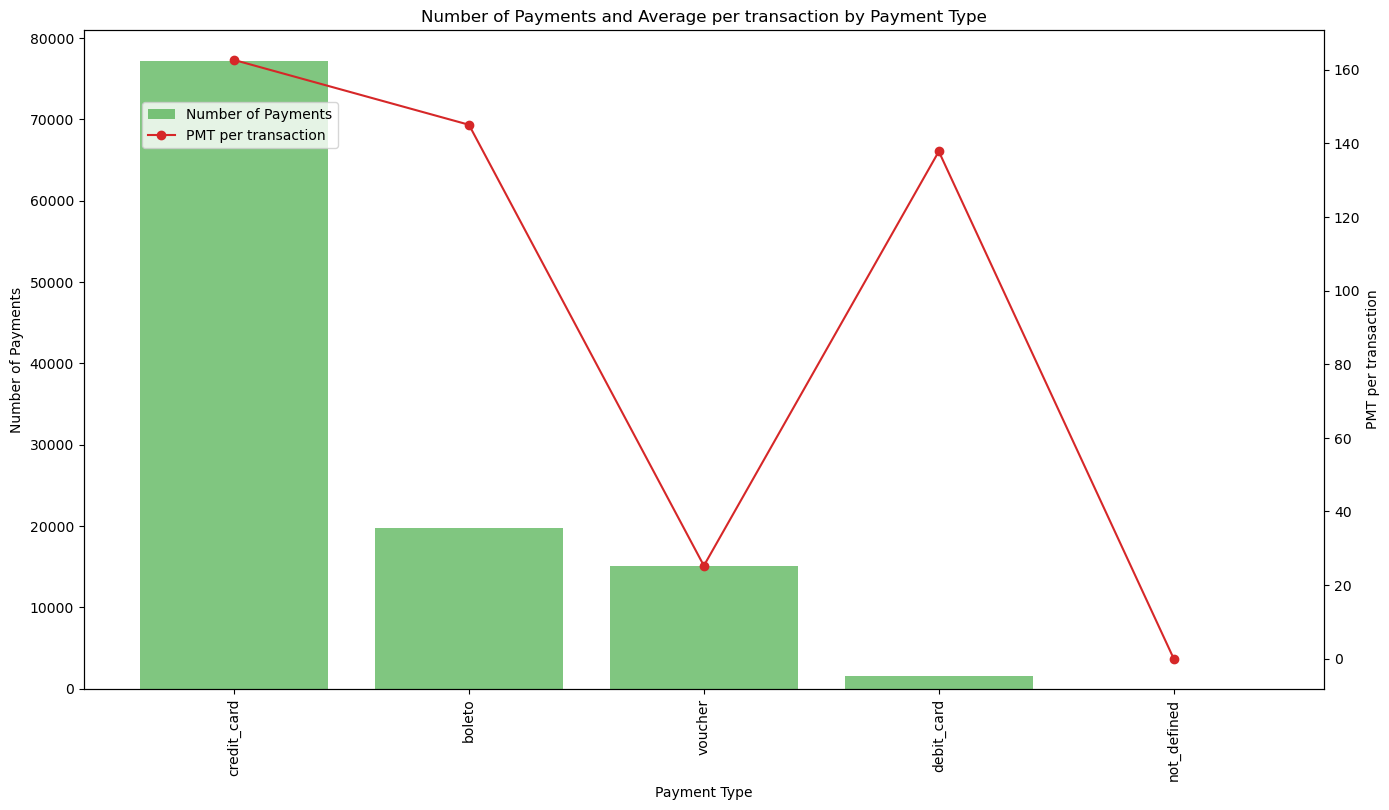 Number of Payments and Average per transaction by Payment Type
80000
70000
60000
50000
40000
30000
20000
10000
0
Number of Payments
Number of Payments
PMT per transaction
160
140
120
100
80
60
40
20
0
PMT per transaction
credit_card
boleto
voucher
debit_card
not_defined
Payment Type